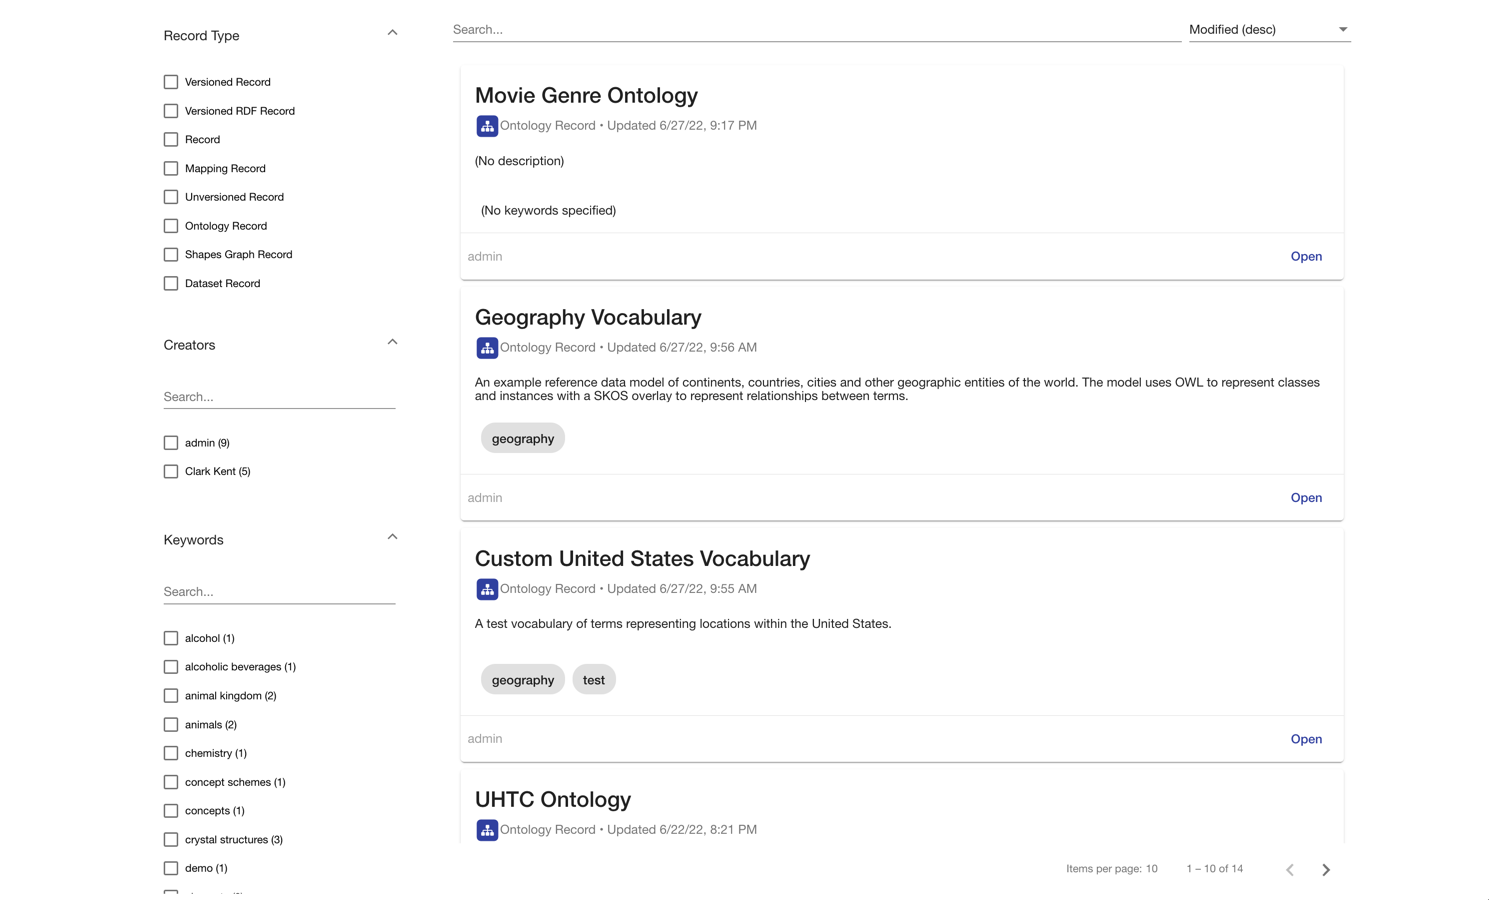 Record Type
Versioned Record
Versioned RDF Record
Record
Mapping Record
Unversioned Record
Ontology Record
Shapes Graph Record
Dataset Record
Creators
Search...
admin (9)
Clark Kent (5)
Keywords
Search...
alcohol (1)
alcoholic beverages (1)
animal kingdom (2)
animals (2)
chemistry (1)
concept schemes (1)
concepts (1)
crystal structures (3)
demo (1)
Search...
Modified (desc)
Movie Genre Ontology
Ontology Record • Updated 6/27/22, 9:17 PM
(No description)
(No keywords specified)
admin
Open
Geography Vocabulary
Ontology Record • Updated 6/27/22, 9:56 AM
An example reference data model of continents, countries, cities and other geographic entities of the world. The model uses OWL to represent classes
and instances with a SKOS overlay to represent relationships between terms.
geography
admin
Open
Custom United States Vocabulary
Ontology Record • Updated 6/27/22, 9:55 AM
A test vocabulary of terms representing locations within the United States.
geography test
admin
Open
UHTC Ontology
Ontology Record • Updated 6/22/22, 8:21 PM
Items per page: 10
1 – 10 of 14